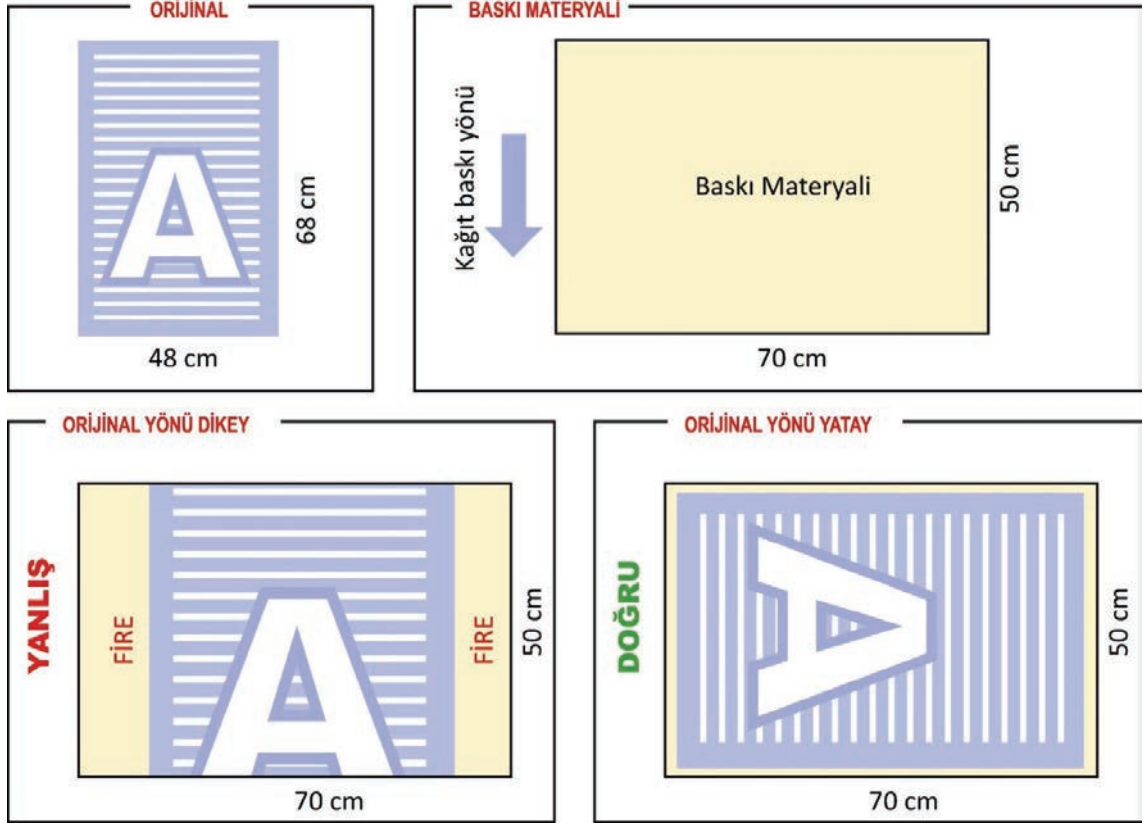 ORİJİNAL
A
68 cm
48 cm
BASKI MATERYALİ
Kağıt baskı yönü
Baskı Materyali
50 cm
70 cm
ORİJİNAL YÖNÜ DİKEY
YANLIŞ
FİRE
A
FİRE
50 cm
70 cm
ORİJİNAL YÖNÜ YATAY
DOĞRU
A
50 cm
70 cm